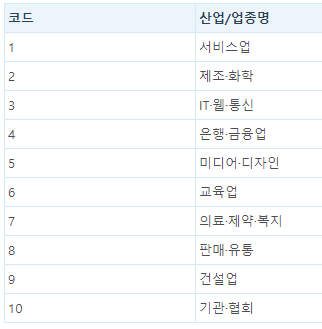 코드 산업/업종명
1 서비스업
2 제조·화학
3 IT·웹·통신
4 은행·금융업
5 미디어·디자인
6 교육업
7 의료·제약·복지
8 판매·유통
9 건설업
10 기관·협회